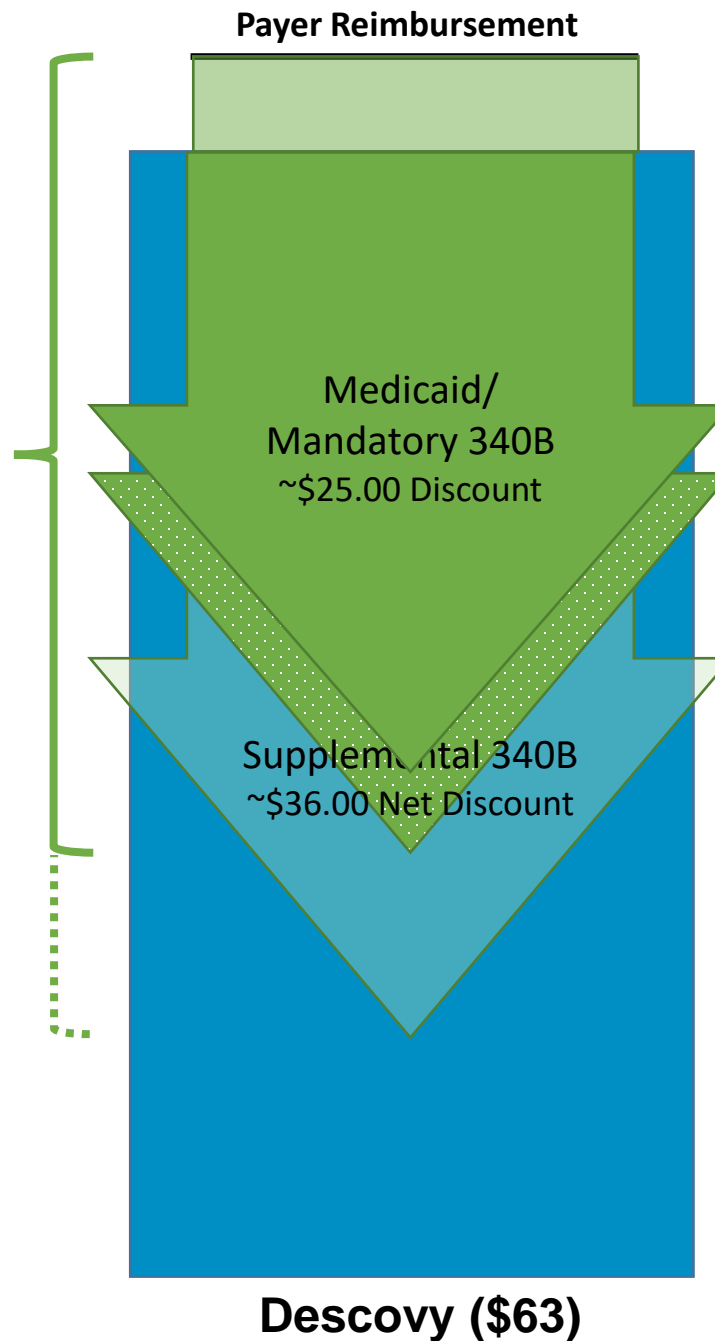 Payer Reimbursement
Medicaid/
Mandatory 340B
~$25.00 Discount
Supplemental 340B
~$36.00 Net Discount
Descovy ($63)